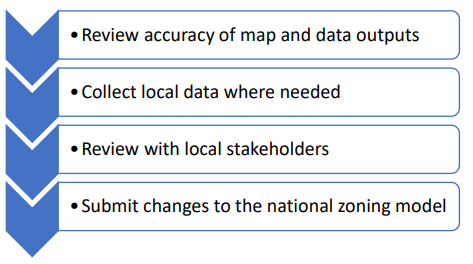 • Review accuracy of map and data outputs
• Collect local data where needed
• Review with local stakeholders
• Submit changes to the national zoning model